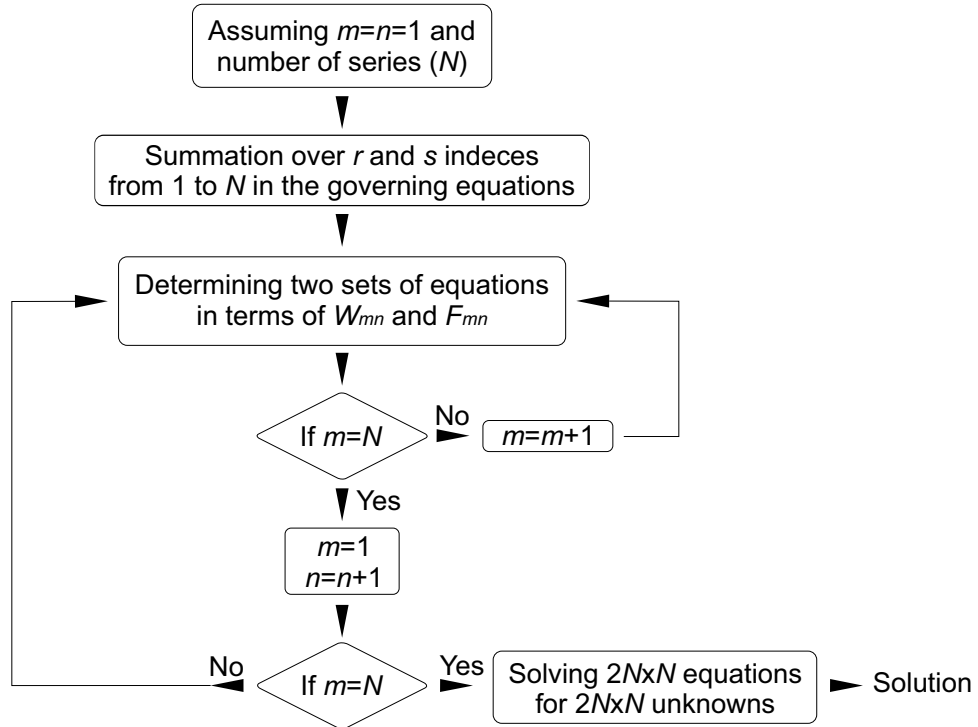 Assuming m=n=1 and
number of series (N)
Summation over r and s indeces
from 1 to N in the governing equations
Determining two sets of equations
in terms of Wmn and Fmn
If m=N
No
m=m+1
Yes
m=1
n=n+1
If m=N
No
Yes
Solving 2NxN equations
for 2NxN unknowns
Solution